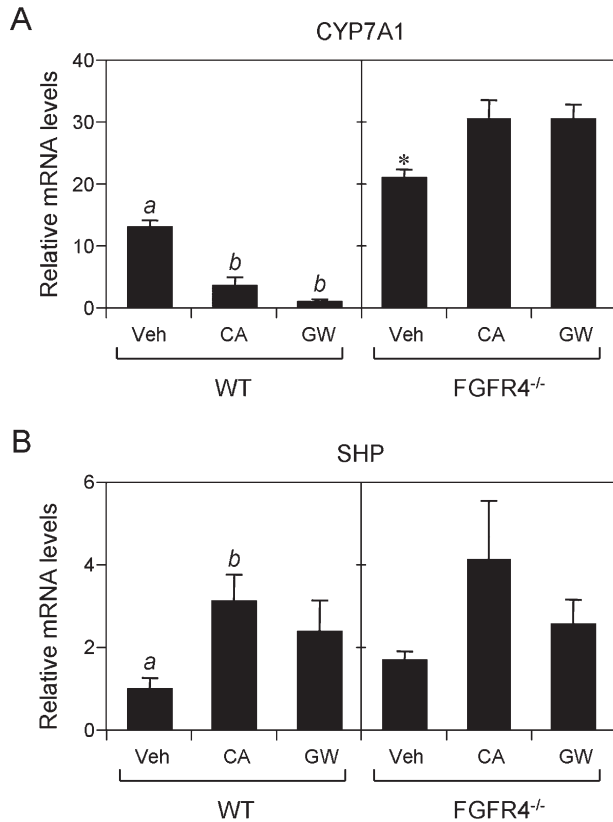 A
CYP7A1
Relative mRNA levels
40
30
20
10
0
a
b
b
*
Veh CA GW Veh CA GW
WT FGFR4-/-
B
SHP
Relative mRNA levels
6
4
2
0
a
b
Veh CA GW Veh CA GW
WT FGFR4-/-